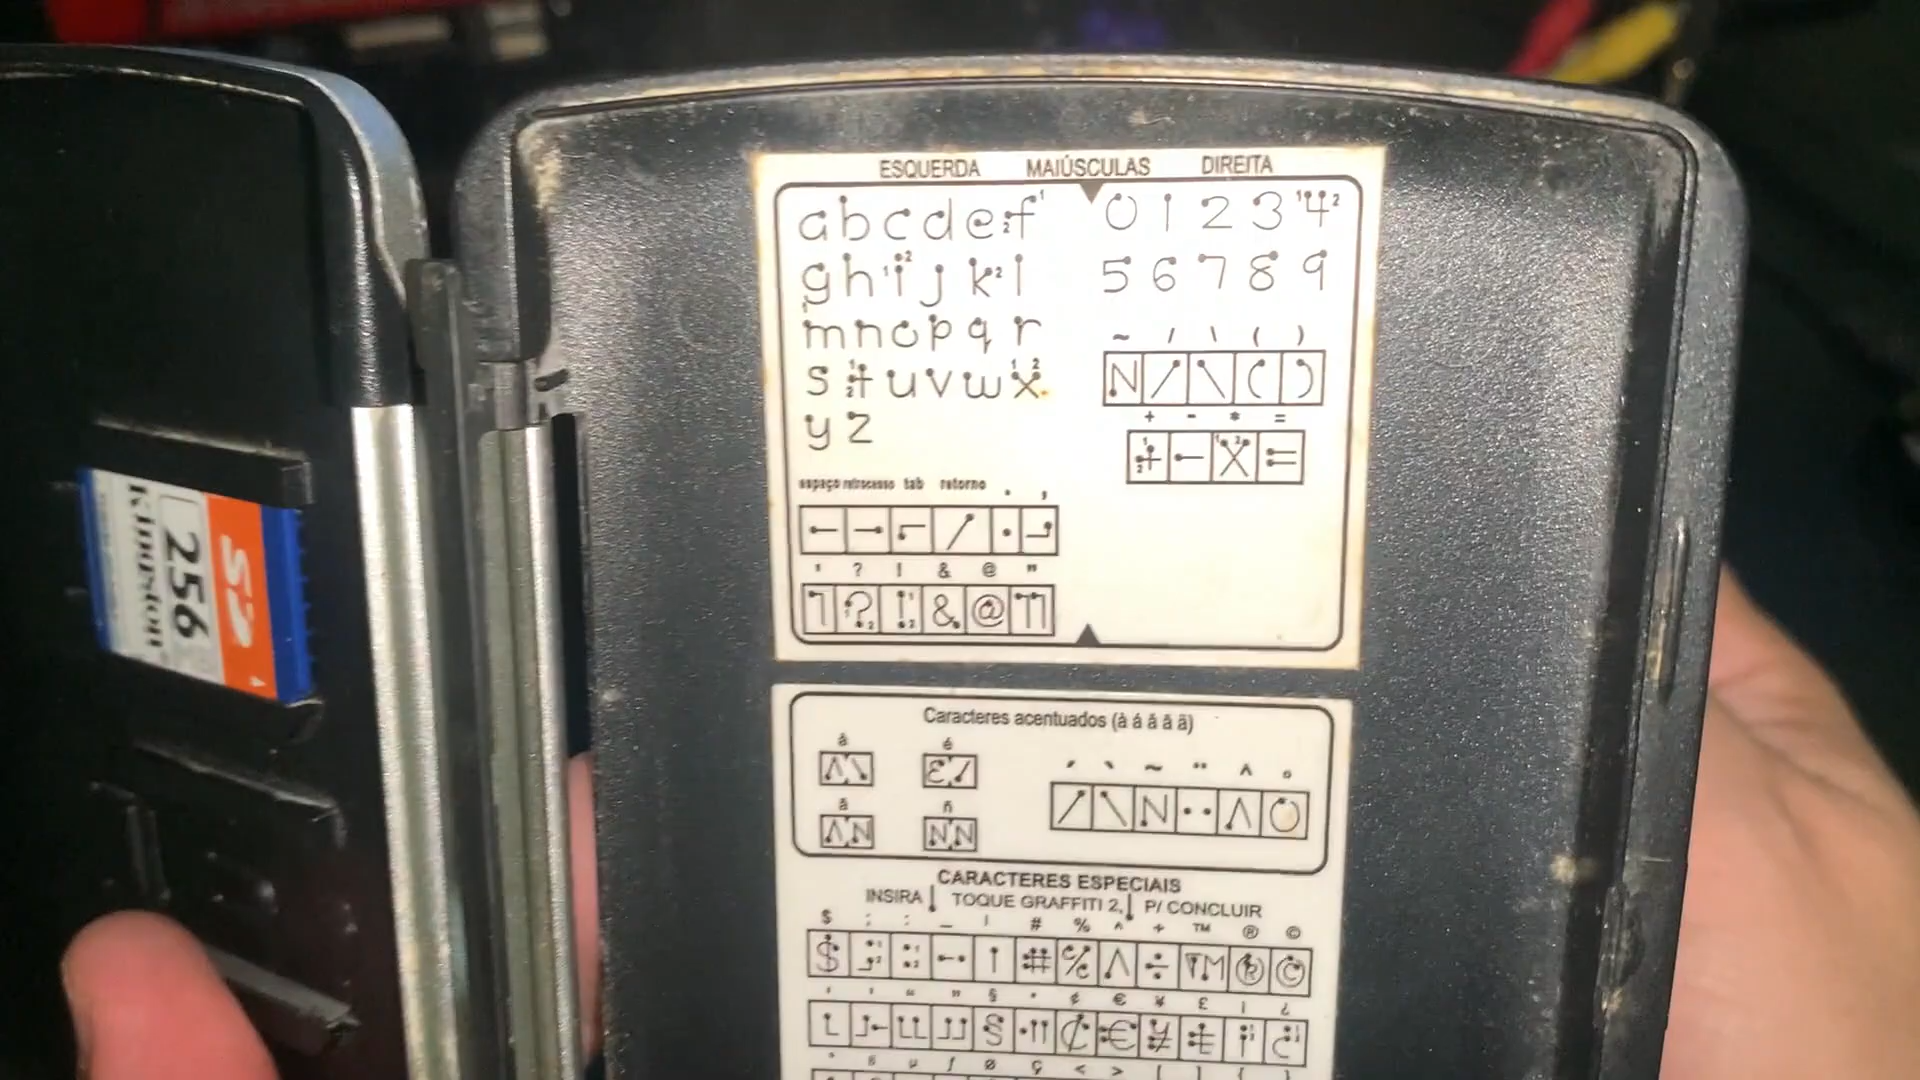 ESQUERDA MAIÚSCULAS DIREITA
a b c d e f 0 1 2 3 4
g h i j k l 5 6 7 8 9
m n o p q r
~ / \ ( )
s t u v w x
+ - * =
y z
espaço retrocesso tab retorno . ,
' ? ! & @ "
SD
256
Kingston
Caracteres acentuados (à á ã ä â)
´ ` ~ ¨ ^ °
CARACTERES ESPECIAIS
INSIRA TOQUE GRAFFITI 2, P/ CONCLUIR
$ ; : _ | # % ^ ÷ ™ ® ©
‘ ’ “ ” § • ¢ € ¥ £ ¡ ¿